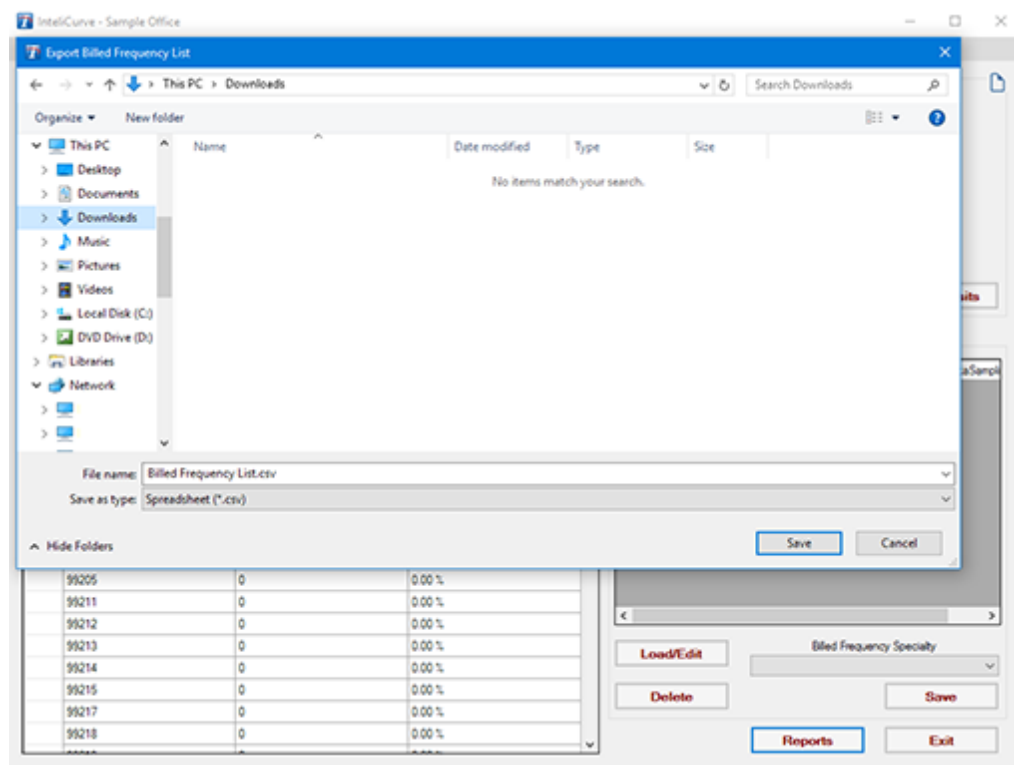 InteliCurve - Sample Office
Export Billed Frequency List
This PC > Downloads
Search Downloads
Organize
New folder
Name
Date modified
Type
Size
No items match your search.
This PC
Desktop
Documents
Downloads
Music
Pictures
Videos
Local Disk (C:)
DVD Drive (D:)
Libraries
Network
File name: Billed Frequency List.csv
Save as type: Spreadsheet (*.csv)
Hide Folders
Save
Cancel
99205 0 0.00 %
99211 0 0.00 %
99212 0 0.00 %
99213 0 0.00 %
99214 0 0.00 %
99215 0 0.00 %
99217 0 0.00 %
99218 0 0.00 %
Load/Edit
Billed Frequency Specialty
Delete
Save
Reports
Exit